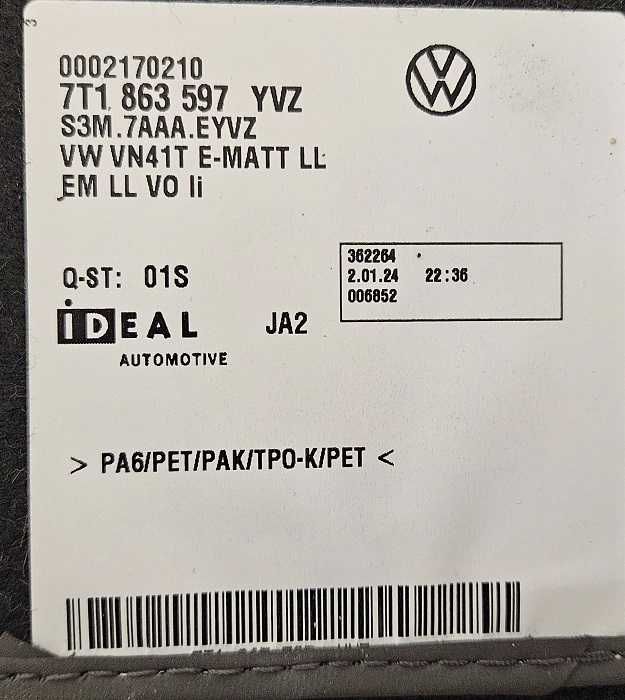 0002170210
7T1 863 597 YVZ
S3M.7AAA.EYVZ
VW VN41T E-MATT LL
EM LL VO li
Q-ST: 01S
362264
2.01.24 22:36
006852
iDEAL JA2
AUTOMOTIVE
> PA6/PET/PAK/TPO-K/PET <